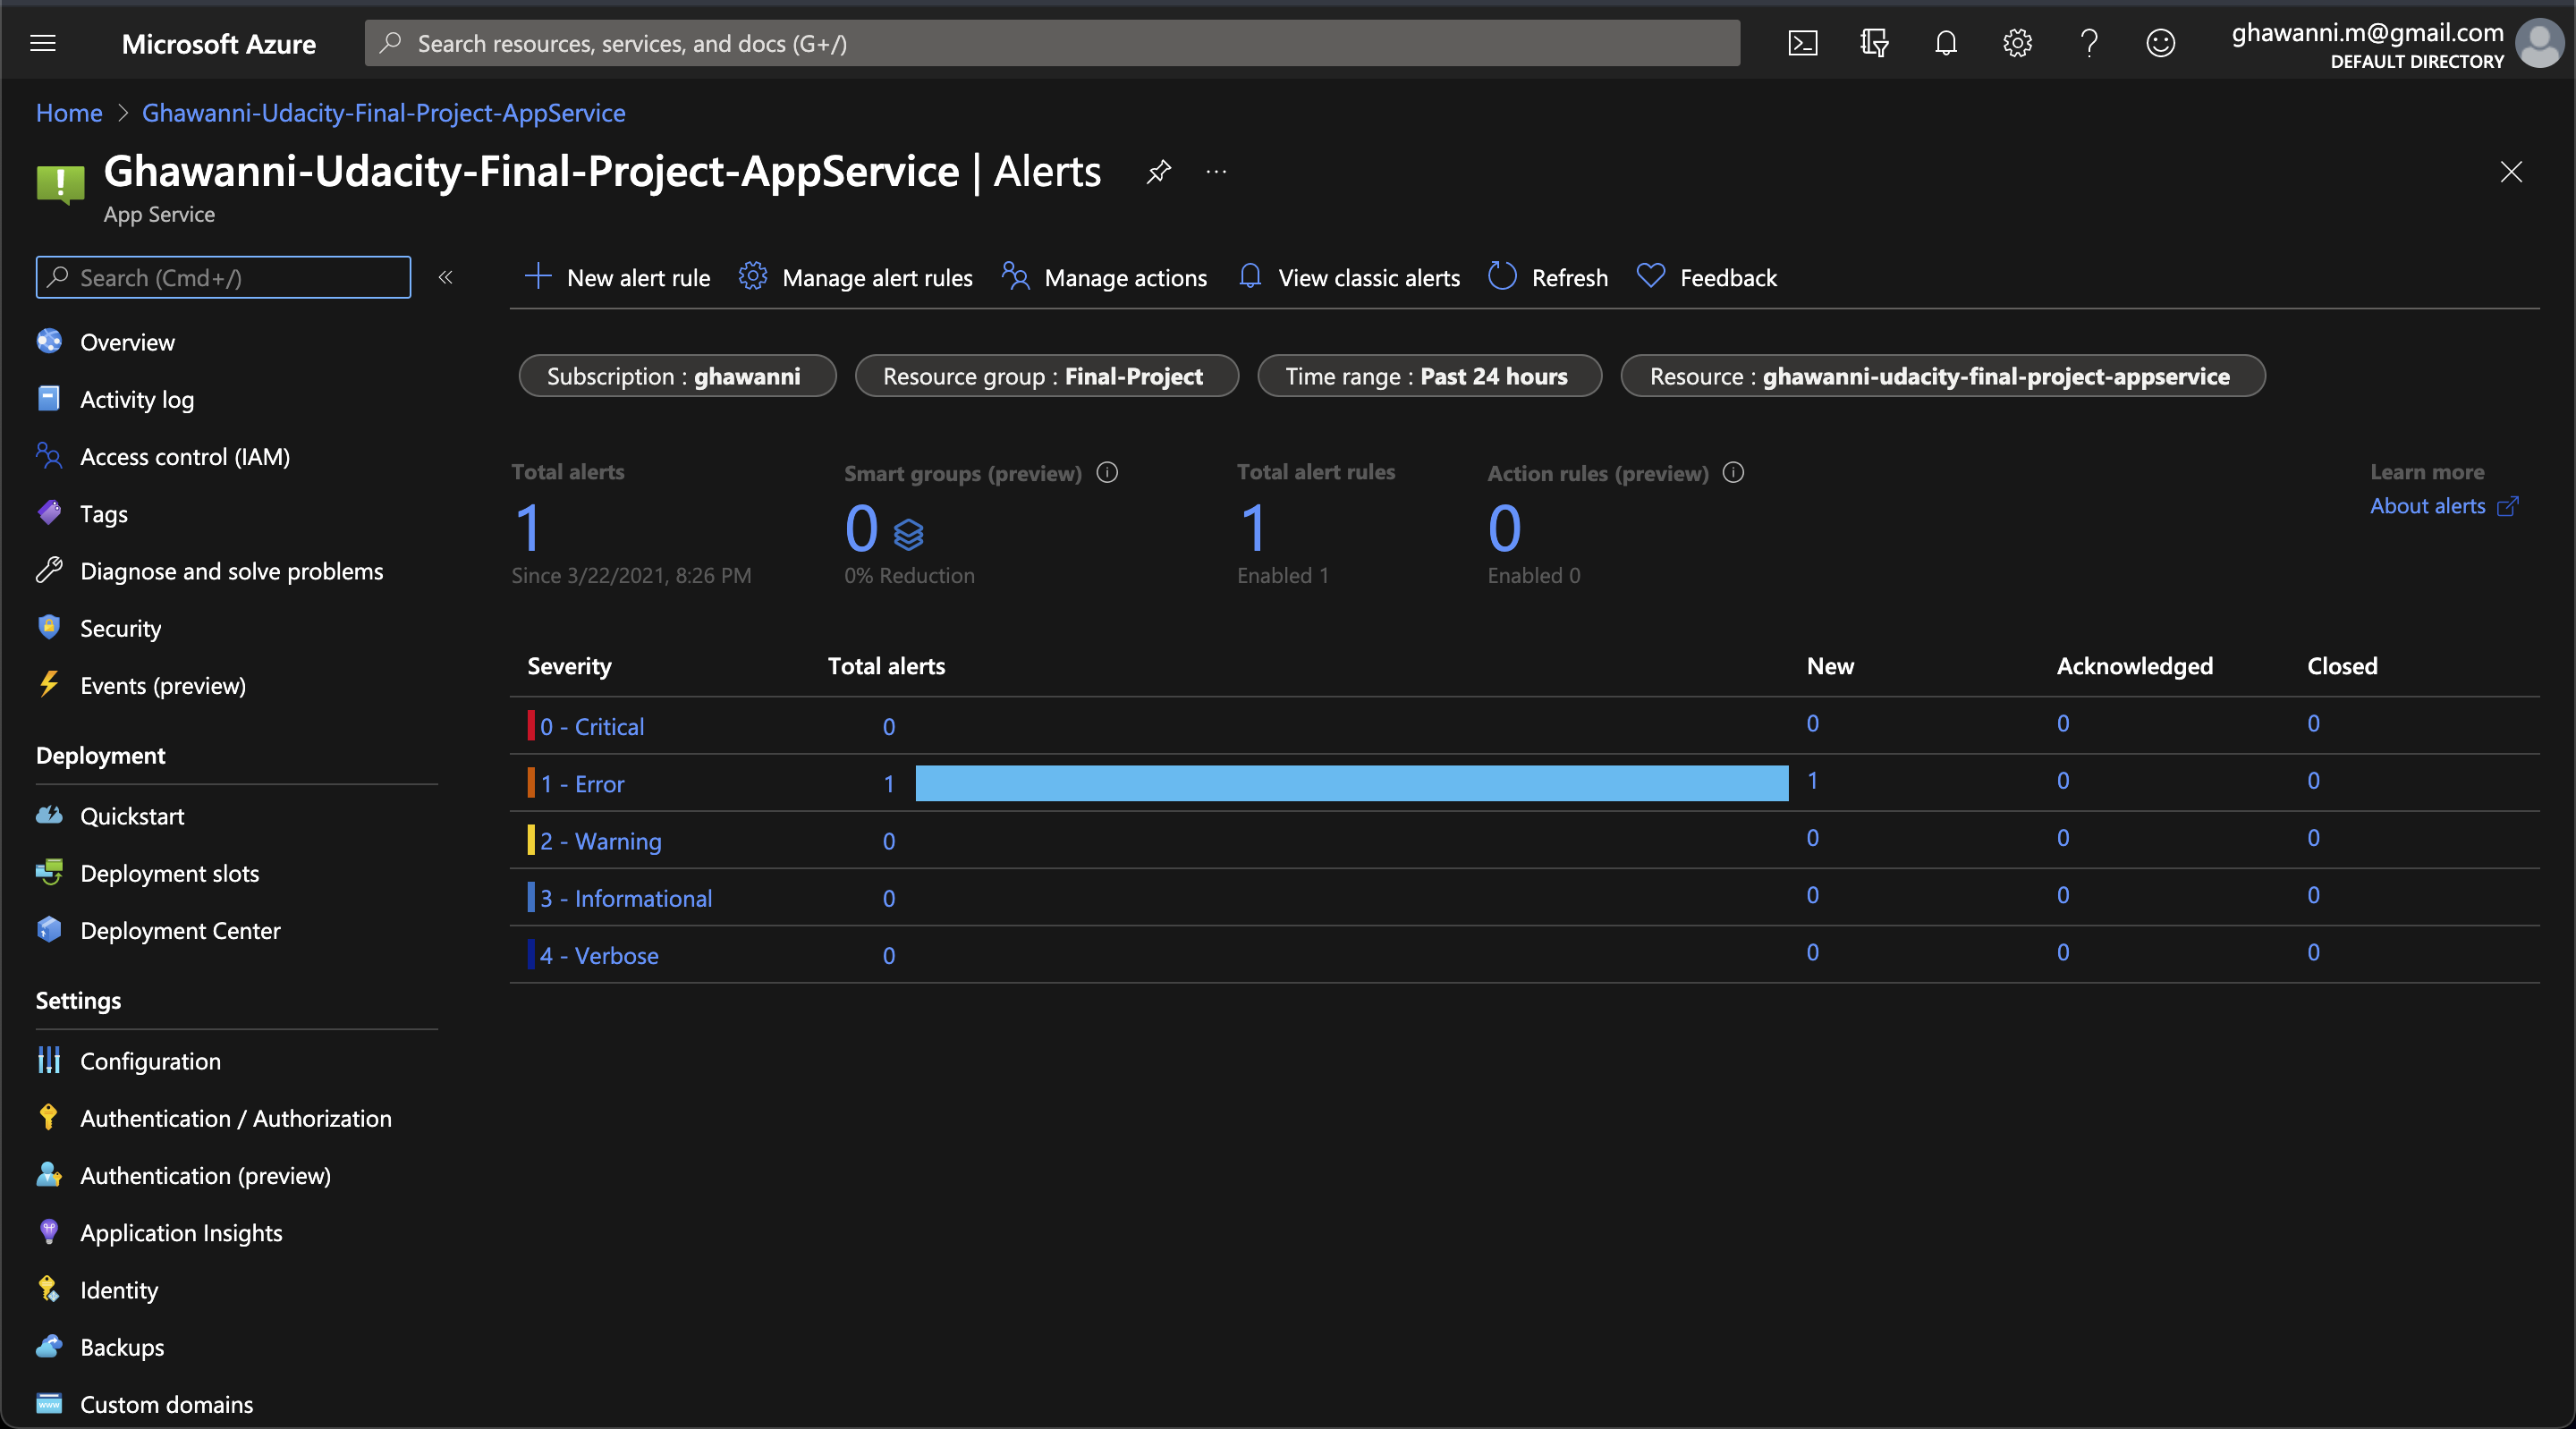 Microsoft Azure
Search resources, services, and docs (G+/)
ghawanni.m@gmail.com
DEFAULT DIRECTORY
Home > Ghawanni-Udacity-Final-Project-AppService
Ghawanni-Udacity-Final-Project-AppService | Alerts
App Service
Search (Cmd+/)
Overview
Activity log
Access control (IAM)
Tags
Diagnose and solve problems
Security
Events (preview)
Deployment
Quickstart
Deployment slots
Deployment Center
Settings
Configuration
Authentication / Authorization
Authentication (preview)
Application Insights
Identity
Backups
Custom domains
New alert rule Manage alert rules Manage actions View classic alerts Refresh Feedback
Subscription : ghawanni Resource group : Final-Project Time range : Past 24 hours Resource : ghawanni-udacity-final-project-appservice
Total alerts Smart groups (preview) Total alert rules Action rules (preview) Learn more
1 0 1 0 About alerts
Since 3/22/2021, 8:26 PM 0% Reduction Enabled 1 Enabled 0
Severity Total alerts New Acknowledged Closed
0 - Critical 0 0 0 0
1 - Error 1 1 0 0
2 - Warning 0 0 0 0
3 - Informational 0 0 0 0
4 - Verbose 0 0 0 0